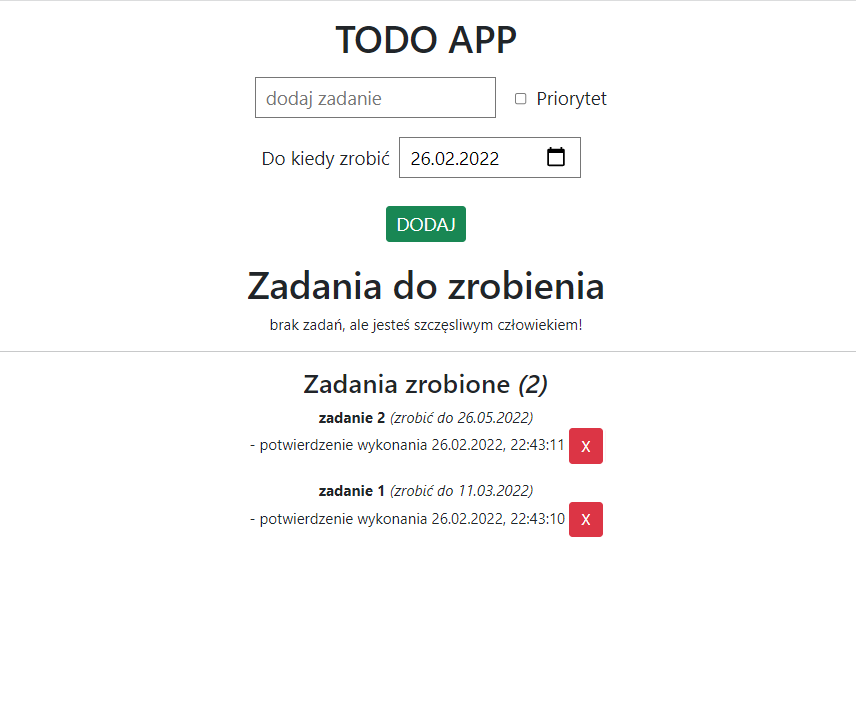 TODO APP
dodaj zadanie Priorytet
Do kiedy zrobić 26.02.2022
DODAJ
Zadania do zrobienia
brak zadań, ale jesteś szczęsliwym człowiekiem!
Zadania zrobione (2)
zadanie 2 (zrobić do 26.05.2022)
- potwierdzenie wykonania 26.02.2022, 22:43:11 X
zadanie 1 (zrobić do 11.03.2022)
- potwierdzenie wykonania 26.02.2022, 22:43:10 X